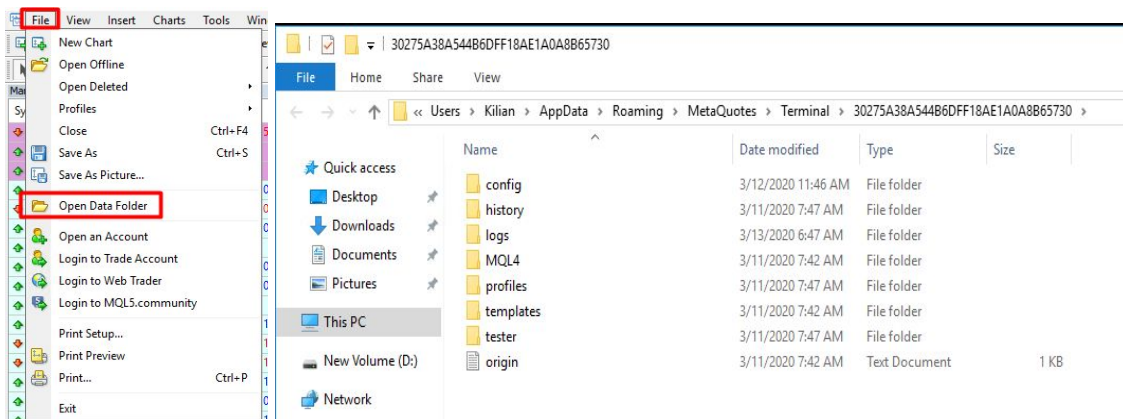 File View Insert Charts Tools Win
New Chart
Open Offline
Open Deleted
Profiles
Close Ctrl+F4
Save As Ctrl+S
Save As Picture...
Open Data Folder
Open an Account
Login to Trade Account
Login to Web Trader
Login to MQL5.community
Print Setup...
Print Preview
Print... Ctrl+P
Exit
Mar
Sy
30275A38A544B6DFF18AE1A0A8B65730
File Home Share View
« Users › Kilian › AppData › Roaming › MetaQuotes › Terminal › 30275A38A544B6DFF18AE1A0A8B65730 ›
Quick access
Desktop
Downloads
Documents
Pictures
This PC
New Volume (D:)
Network
Name Date modified Type Size
config 3/12/2020 11:46 AM File folder
history 3/11/2020 7:47 AM File folder
logs 3/13/2020 6:47 AM File folder
MQL4 3/11/2020 7:42 AM File folder
profiles 3/11/2020 7:47 AM File folder
templates 3/11/2020 7:42 AM File folder
tester 3/11/2020 7:47 AM File folder
origin 3/11/2020 7:42 AM Text Document 1 KB